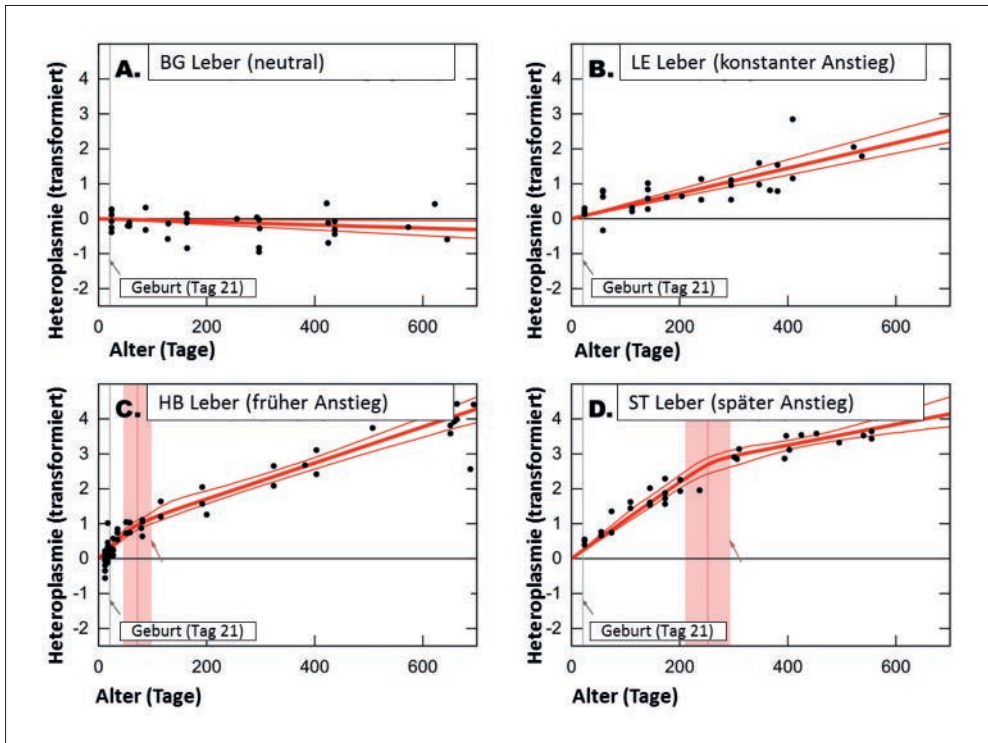 A. BG Leber (neutral)
Heteroplasmie (transformiert)
4
3
2
1
0
-1
-2
Geburt (Tag 21)
0 200 400 600
Alter (Tage)
B. LE Leber (konstanter Anstieg)
Heteroplasmie (transformiert)
4
3
2
1
0
-1
-2
Geburt (Tag 21)
0 200 400 600
Alter (Tage)
C. HB Leber (früher Anstieg)
Heteroplasmie (transformiert)
4
3
2
1
0
-1
-2
Geburt (Tag 21)
0 200 400 600
Alter (Tage)
D. ST Leber (später Anstieg)
Heteroplasmie (transformiert)
4
3
2
1
0
-1
-2
Geburt (Tag 21)
0 200 400 600
Alter (Tage)